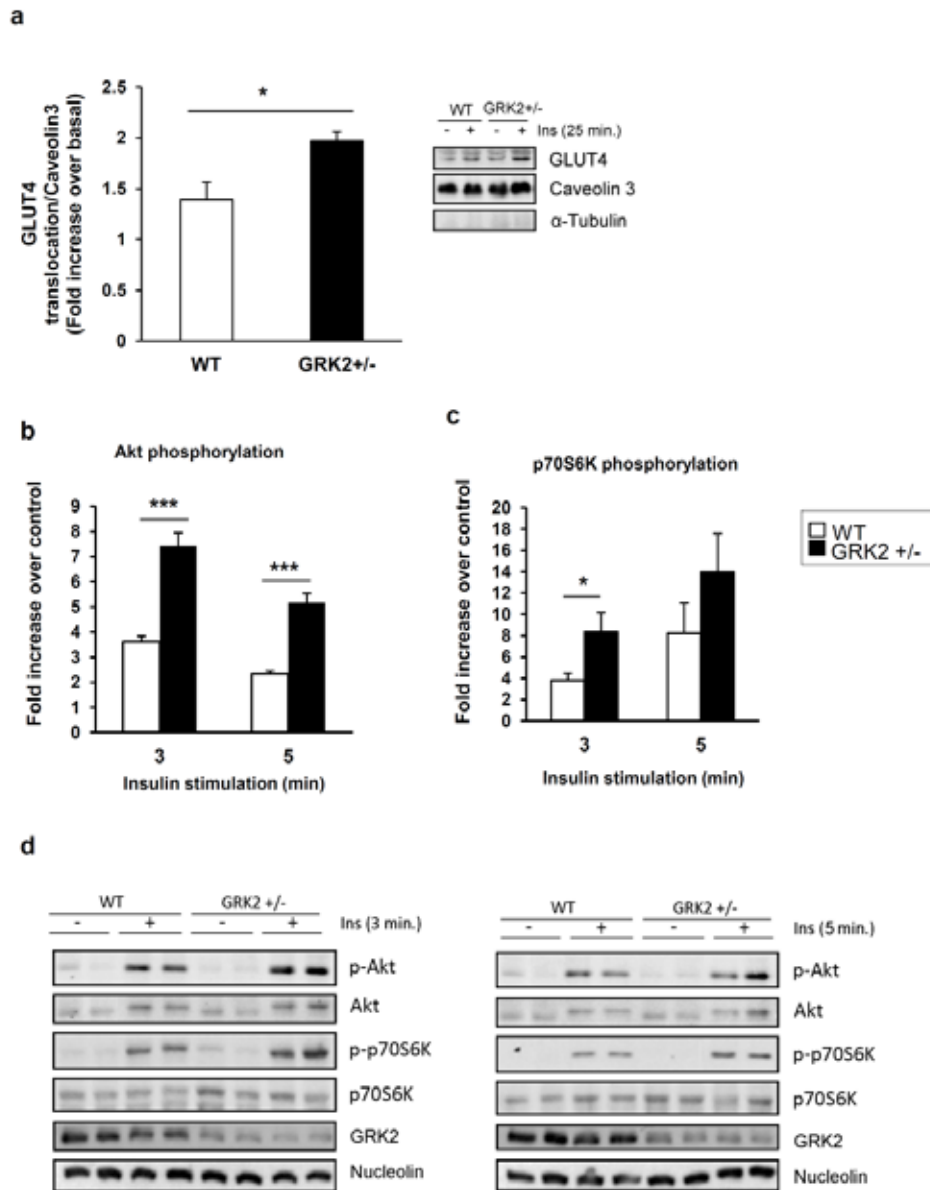 a
GLUT4
translocation/Caveolin3
(Fold increase over basal)
2.5
2
1.5
1
0.5
0
*
WT
GRK2+/-
WT GRK2+/-
- + - + Ins (25 min.)
GLUT4
Caveolin 3
α-Tubulin
b
Akt phosphorylation
Fold increase over control
9
8
7
6
5
4
3
2
1
0
***
***
3 5
Insulin stimulation (min)
c
p70S6K phosphorylation
Fold increase over control
20
18
16
14
12
10
8
6
4
2
0
*
3 5
Insulin stimulation (min)
WT
GRK2 +/-
d
WT GRK2 +/-
- + - + Ins (3 min.)
p-Akt
Akt
p-p70S6K
p70S6K
GRK2
Nucleolin
WT GRK2 +/-
- + - + Ins (5 min.)
p-Akt
Akt
p-p70S6K
p70S6K
GRK2
Nucleolin